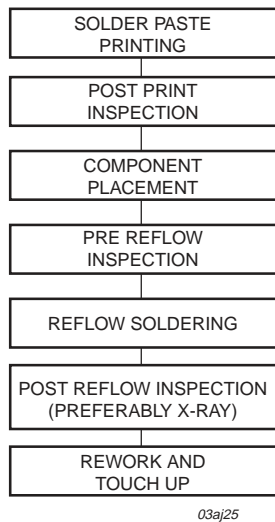 SOLDER PASTE
PRINTING
POST PRINT
INSPECTION
COMPONENT
PLACEMENT
PRE REFLOW
INSPECTION
REFLOW SOLDERING
POST REFLOW INSPECTION
(PREFERABLY X-RAY)
REWORK AND
TOUCH UP
03aj25